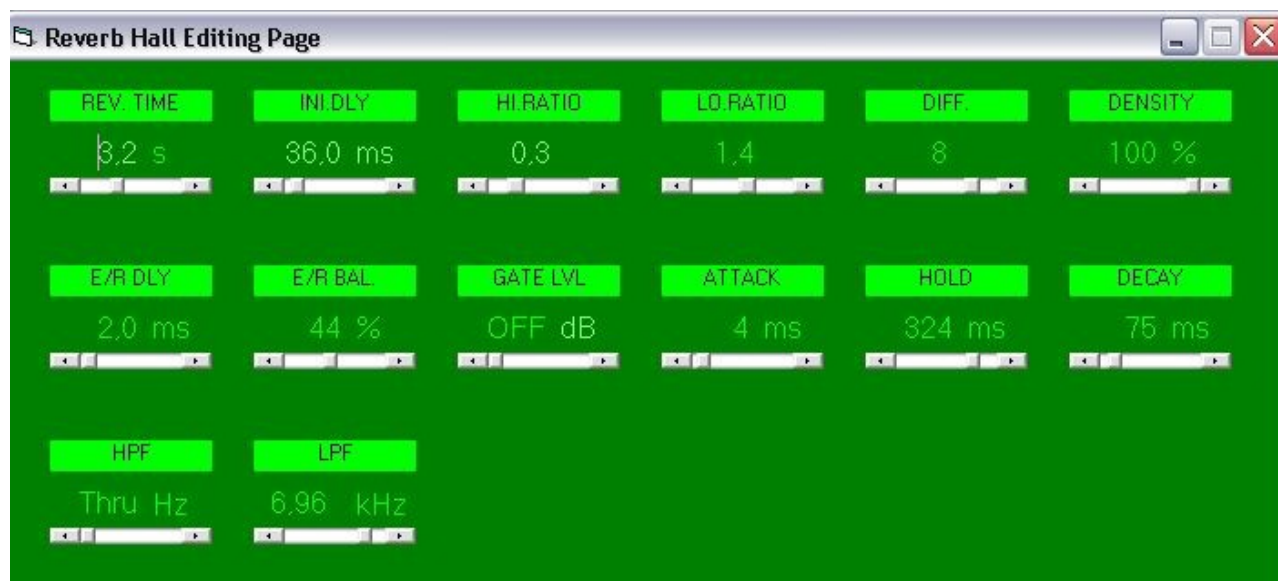 Reverb Hall Editing Page
REV. TIME INI.DLY HI.RATIO LO.RATIO DIFF. DENSITY
3,2 s 36,0 ms 0,3 1,4 8 100 %
E/R DLY E/R BAL. GATE LVL ATTACK HOLD DECAY
2,0 ms 44 % OFF dB 4 ms 324 ms 75 ms
HPF LPF
Thru Hz 6,96 kHz